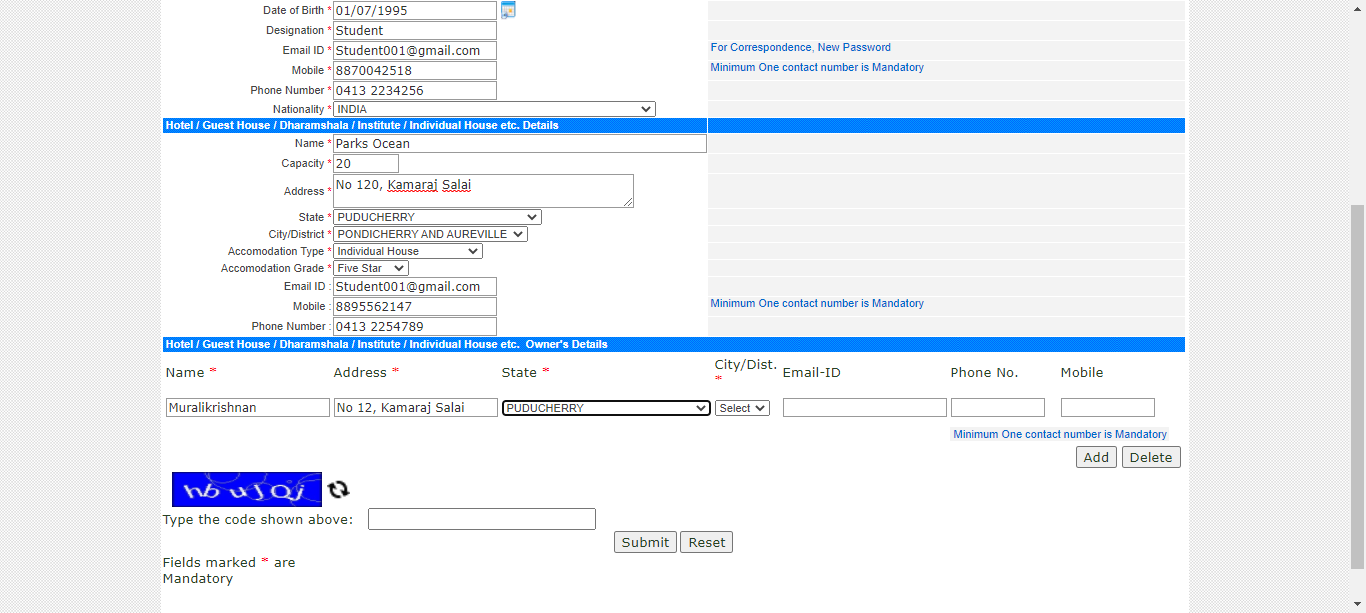 Date of Birth * 01/07/1995
Designation * Student
Email ID * Student001@gmail.com For Correspondence, New Password
Mobile * 8870042518 Minimum One contact number is Mandatory
Phone Number * 0413 2234256
Nationality * INDIA
Hotel / Guest House / Dharamshala / Institute / Individual House etc. Details
Name * Parks Ocean
Capacity * 20
Address * No 120, Kamaraj Salai
State * PUDUCHERRY
City/District * PONDICHERRY AND AUREVILLE
Accomodation Type * Individual House
Accomodation Grade * Five Star
Email ID : Student001@gmail.com
Mobile : 8895562147 Minimum One contact number is Mandatory
Phone Number : 0413 2254789
Hotel / Guest House / Dharamshala / Institute / Individual House etc. Owner's Details
Name * Address * State * City/Dist. * Email-ID Phone No. Mobile
Muralikrishnan No 12, Kamaraj Salai PUDUCHERRY Select
Minimum One contact number is Mandatory
Add Delete
Type the code shown above:
Submit Reset
Fields marked * are
Mandatory